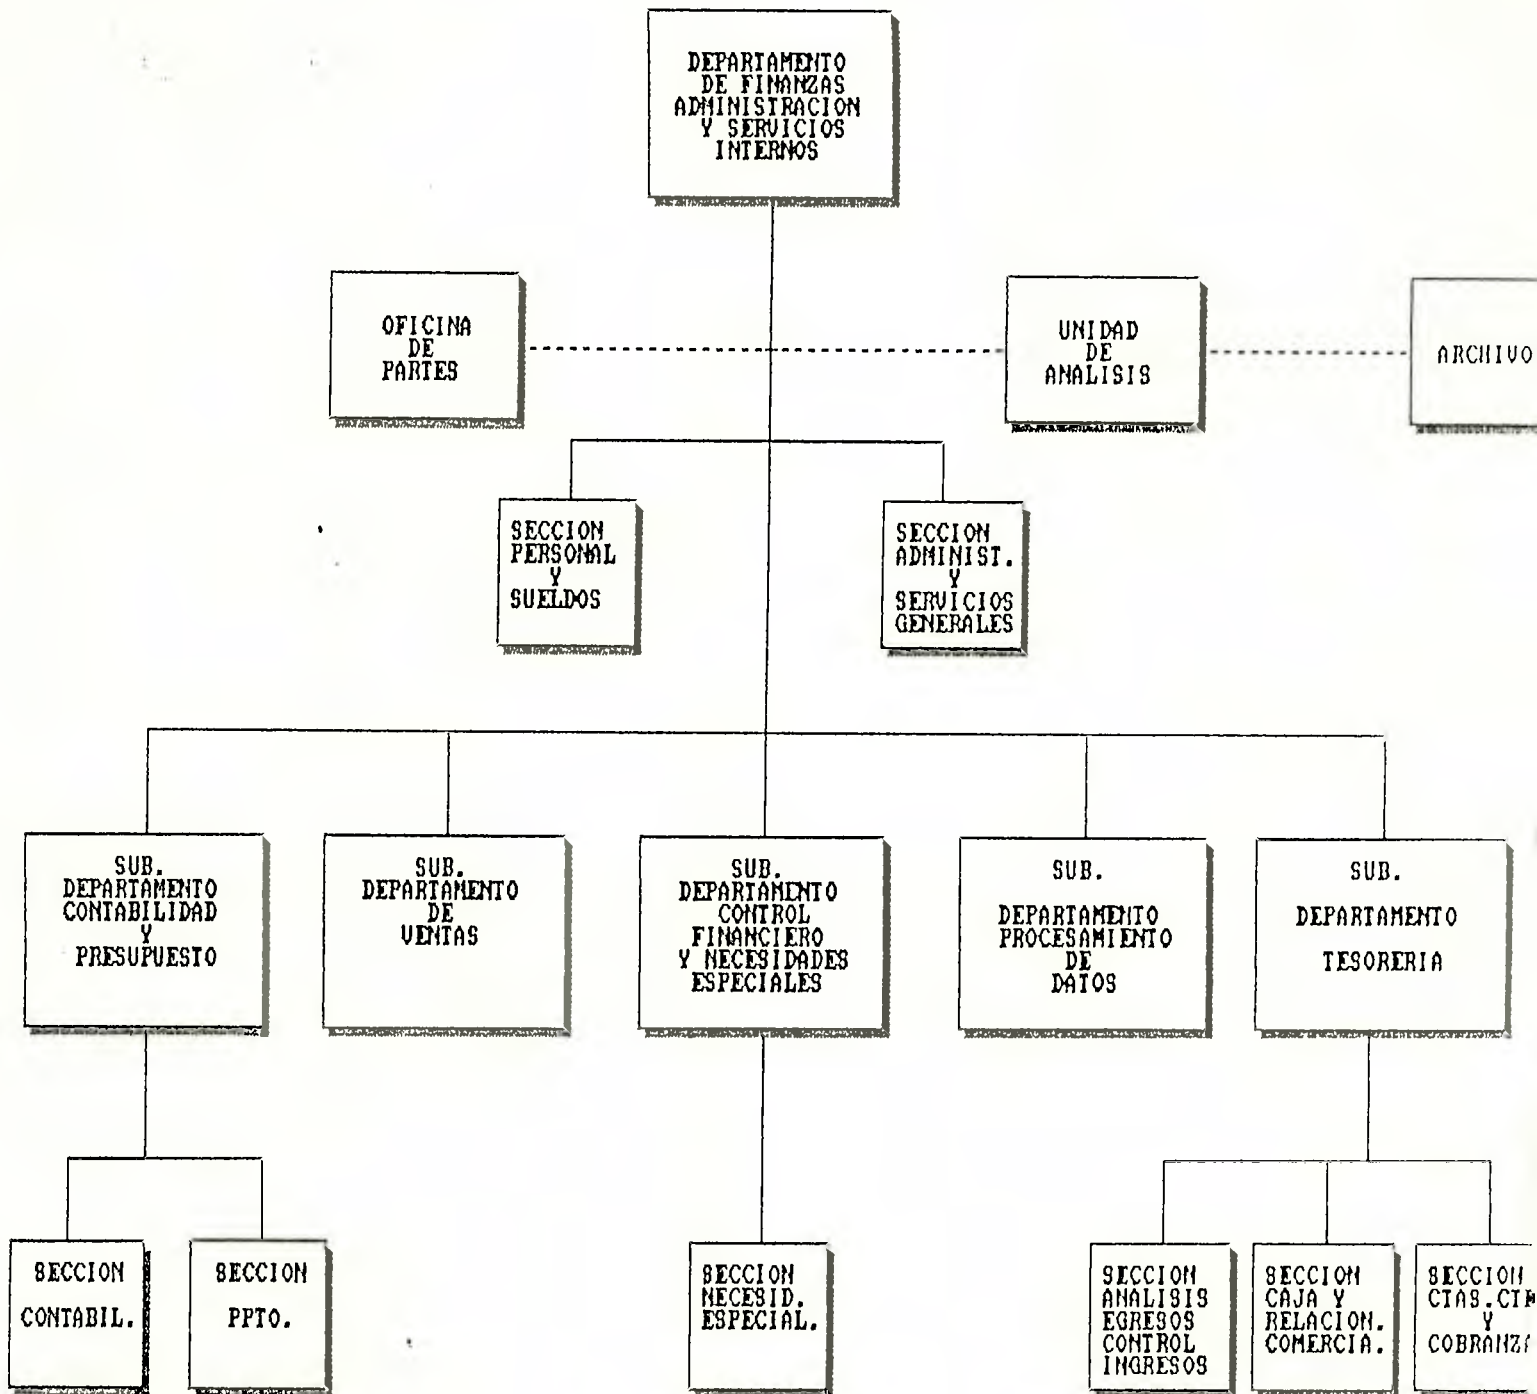 DEPARTAMENTO
DE FINANZAS
ADMINISTRACION
Y SERVICIOS
INTERNOS
OFICINA
DE
PARTES
UNIDAD
DE
ANALISIS
ARCHIVO
SECCION
PERSONAL
Y
SUELDOS
SECCION
ADMINIST.
Y
SERVICIOS
GENERALES
SUB.
DEPARTAMENTO
CONTABILIDAD
Y
PRESUPUESTO
SUB.
DEPARTAMENTO
DE
VENTAS
SUB.
DEPARTAMENTO
CONTROL
FINANCIERO
Y NECESIDADES
ESPECIALES
SUB.
DEPARTAMENTO
PROCESAMIENTO
DE
DATOS
SUB.
DEPARTAMENTO
TESORERIA
SECCION
CONTABIL.
SECCION
PPTO.
SECCION
NECESID.
ESPECIAL.
SECCION
ANALISIS
EGRESOS
CONTROL
INGRESOS
SECCION
CAJA Y
RELACION.
COMERCIA.
SECCION
CTAS.
Y